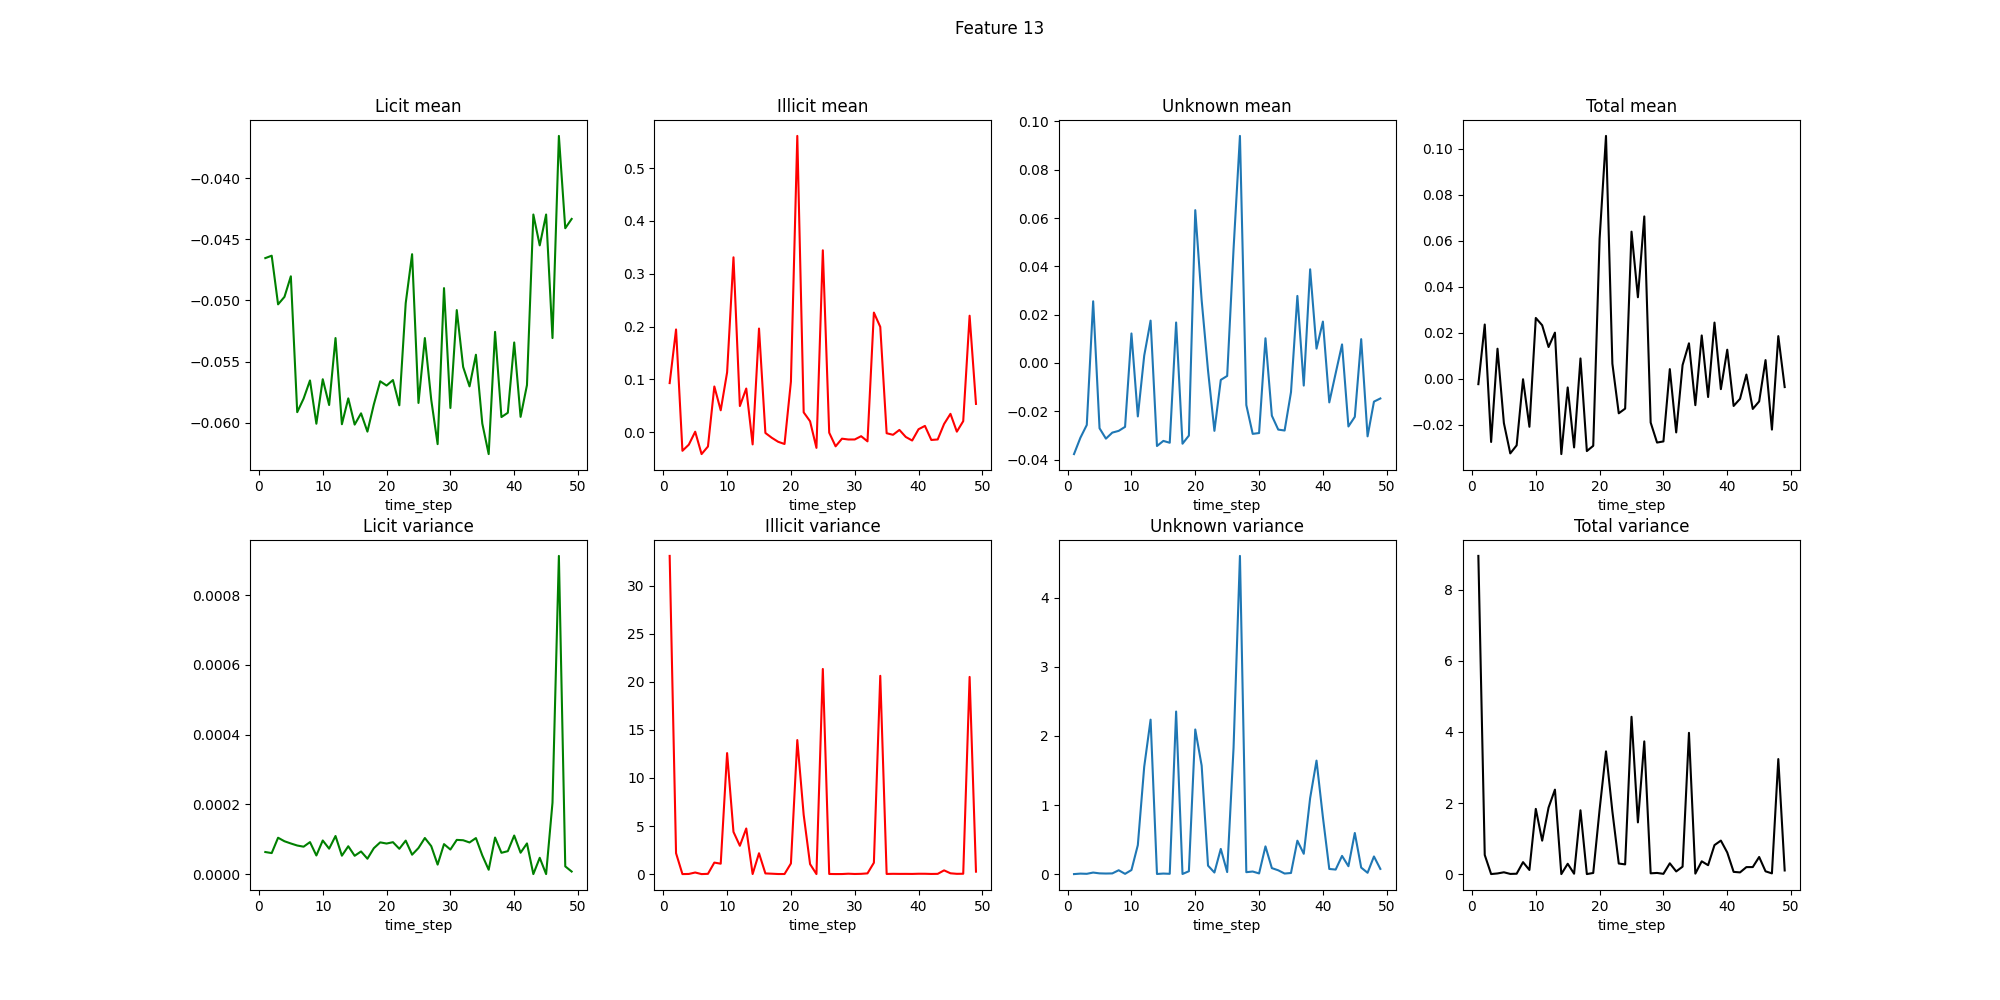 Feature 13
Licit mean
Illicit mean
Unknown mean
Total mean
−0.040
−0.045
−0.050
−0.055
−0.060
0.5
0.4
0.3
0.2
0.1
0.0
0.10
0.08
0.06
0.04
0.02
0.00
−0.02
−0.04
0.10
0.08
0.06
0.04
0.02
0.00
−0.02
0 10 20 30 40 50
0 10 20 30 40 50
0 10 20 30 40 50
0 10 20 30 40 50
time_step
time_step
time_step
time_step
Licit variance
Illicit variance
Unknown variance
Total variance
0.0008
0.0006
0.0004
0.0002
0.0000
30
25
20
15
10
5
0
4
3
2
1
0
8
6
4
2
0
0 10 20 30 40 50
0 10 20 30 40 50
0 10 20 30 40 50
0 10 20 30 40 50
time_step
time_step
time_step
time_step